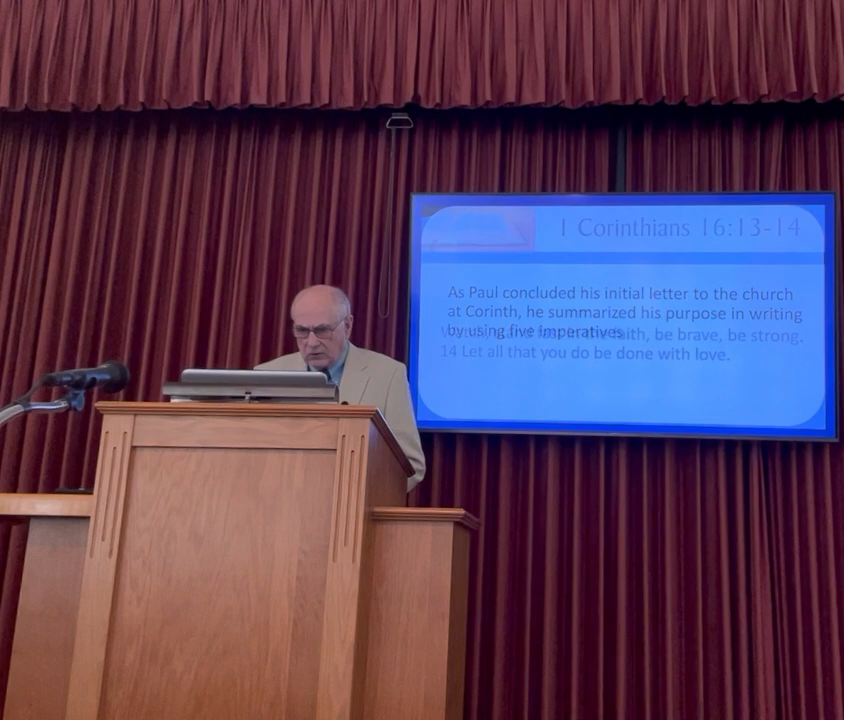 1 Corinthians 16:13-14
As Paul concluded his initial letter to the church
at Corinth, he summarized his purpose in writing
by using five imperatives
faith, be brave, be strong.
14 Let all that you do be done with love.